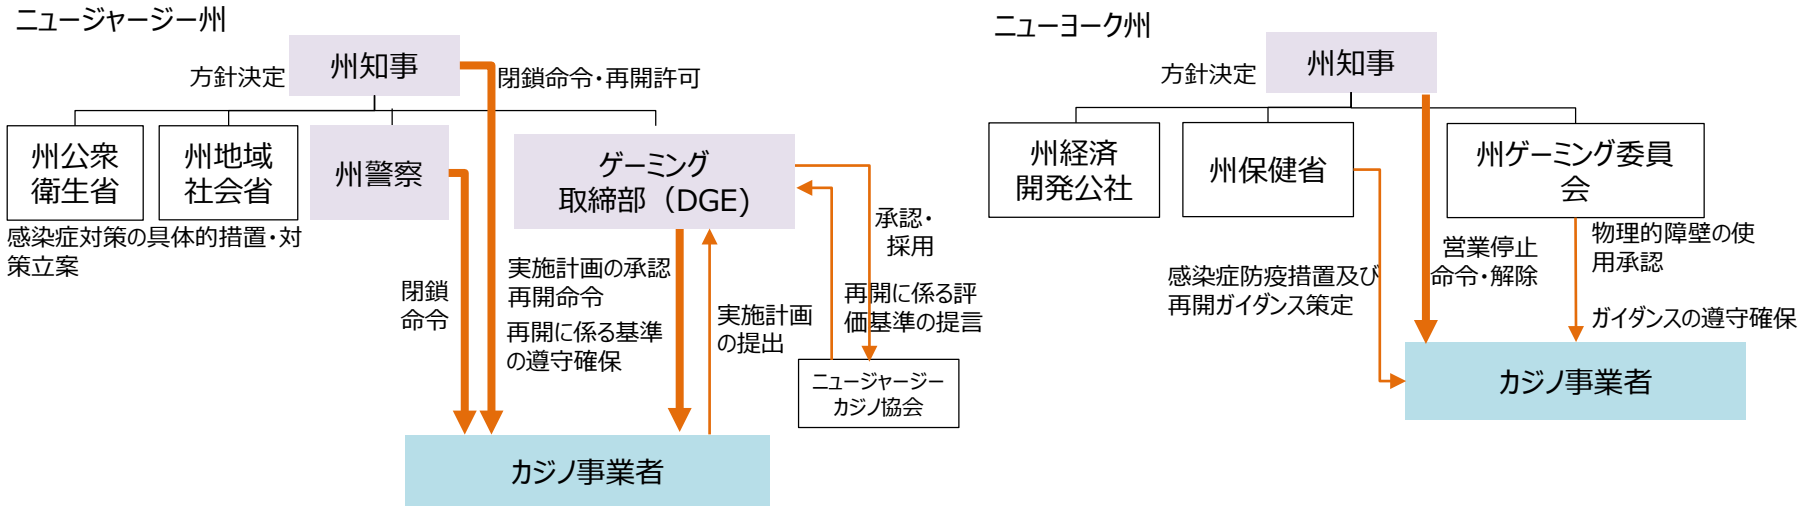 ニュージャージー州
州知事
方針決定
閉鎖命令・再開許可
州公衆
衛生省
州地域
社会省
州警察
ゲーミング
取締部（DGE）
感染症対策の具体的措置・対
策立案
閉鎖
命令
実施計画の承認
再開命令
再開に係る基準
の遵守確保
実施計画
の提出
承認・
採用
再開に係る評
価基準の提言
ニュージャージー
カジノ協会
カジノ事業者
ニューヨーク州
州知事
方針決定
州経済
開発公社
州保健省
州ゲーミング委員
会
感染症防疫措置及び
再開ガイダンス策定
営業停止
命令・解除
物理的障壁の使
用承認
ガイダンスの遵守確保
カジノ事業者